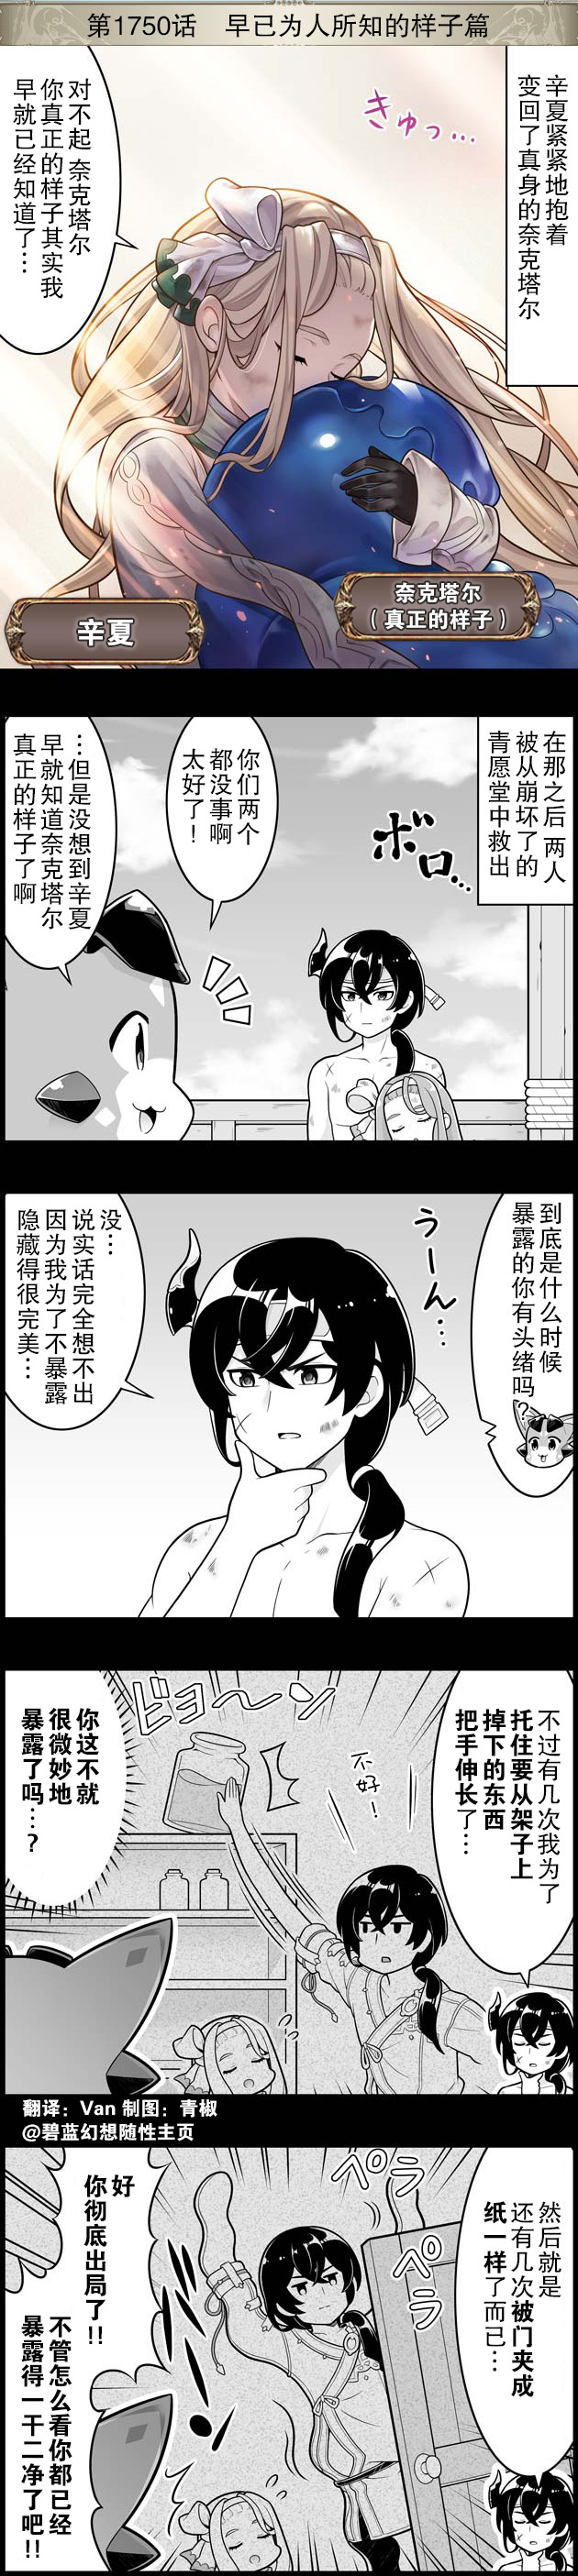 第1750话　早已为人所知的样子篇
辛夏紧紧地抱着
变回了真身的奈克塔尔
きゅっ…
对不起 奈克塔尔
你真正的样子其实我
早就已经知道了…
奈克塔尔
（真正的样子）
辛夏
在那之后 两人
被从崩坏了的
青愿堂中救出
ボロ…
你们两个
都没事啊
太好了！
…但是没想到辛夏
早就知道奈克塔尔
真正的样子了啊
到底是什么时候
暴露的你有头绪吗？
うーん…
没…
说实话完全想不出
因为我为了不暴露
隐藏得很完美…
不过有几次我为了
托住要从架子上
掉下的东西
把手伸长了…
不好！
ビョ〜ン
你这不就
很微妙地
暴露了吗…？
翻译：Van 制图：青椒
@碧蓝幻想随性主页
然后就是
还有几次被门夹成
纸一样了而已…
ペラ
ペラ
好
你彻底出局了!!
不管怎么看你都已经
暴露得一干二净了吧!!